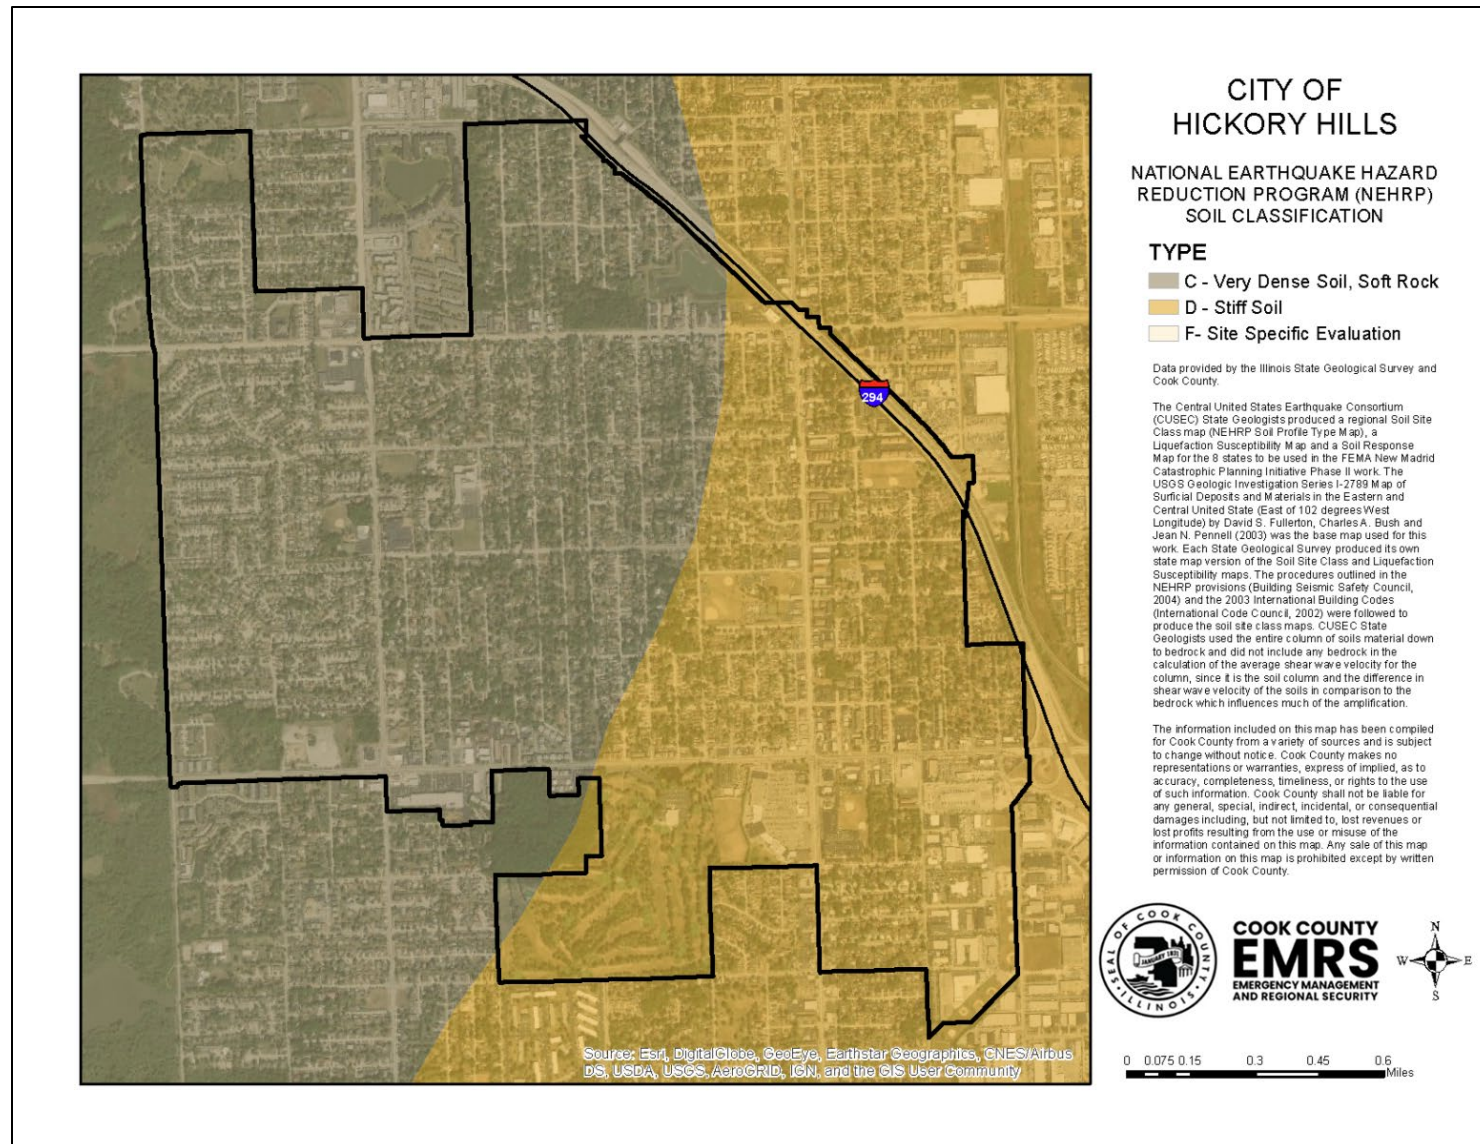 CITY OF
HICKORY HILLS
NATIONAL EARTHQUAKE HAZARD
REDUCTION PROGRAM (NEHRP)
SOIL CLASSIFICATION
TYPE
C - Very Dense Soil, Soft Rock
D - Stiff Soil
F- Site Specific Evaluation
Data provided by the Illinois State Geological Survey and
Cook County.
The Central United States Earthquake Consortium
(CUSEC) State Geologists produced a regional Soil Site
Class map (NEHRP Soil Profile Type Map), a
Liquefaction Susceptibility Map and a Soil Response
Map for the 8 states to be used in the FEMA New Madrid
Catastrophic Planning Initiative Phase II work. The
USGS Geologic Investigation Series I-2789 Map of
Surficial Deposits and Materials in the Eastern and
Central United State (East of 102 degrees West
Longitude) by David S. Fullerton, Charles A. Bush and
Jean N. Pennell (2003) was the base map used for this
work. Each State Geological Survey produced its own
state map version of the Soil Site Class and Liquefaction
Susceptibility maps. The procedures outlined in the
NEHRP provisions (Building Seismic Safety Council,
2004) and the 2003 International Building Codes
(International Code Council, 2002) were followed to
produce the soil site class maps. CUSEC State
Geologists used the entire column of soils material down
to bedrock and did not include any bedrock in the
calculation of the average shear wave velocity for the
column, since it is the soil column and the difference in
shear wave velocity of the soils in comparison to the
bedrock which influences much of the amplification.
The information included on this map has been compiled
for Cook County from a variety of sources and is subject
to change without notice. Cook County makes no
representations or warranties, express of implied, as to
accuracy, completeness, timeliness, or rights to the use
of such information. Cook County shall not be liable for
any general, special, indirect, incidental, or consequential
damages including, but not limited to, lost revenues or
lost profits resulting from the use or misuse of the
information contained on this map. Any sale of this map
or information on this map is prohibited except by written
permission of Cook County.
294
Source: Esri, DigitalGlobe, GeoEye, Earthstar Geographics, CNES/Airbus
DS, USDA, USGS, AeroGRID, IGN, and the GIS User Community
SEAL OF COOK COUNTY
JANUARY 1831
ILLINOIS
COOK COUNTY
EMRS
EMERGENCY MANAGEMENT
AND REGIONAL SECURITY
N
W E
S
0 0.075 0.15 0.3 0.45 0.6
Miles